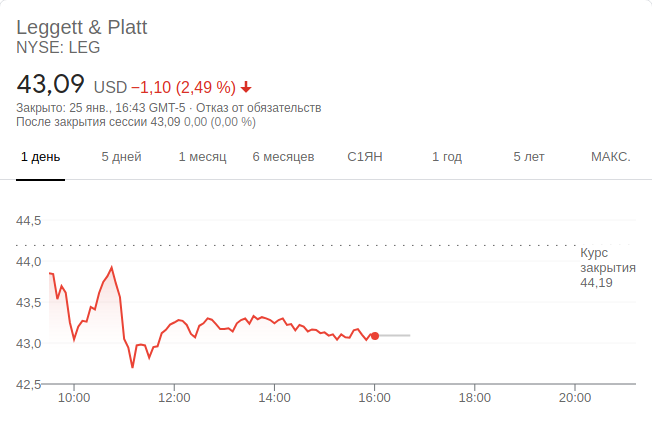 Leggett & Platt
NYSE: LEG
43,09 USD −1,10 (2,49 %)
Закрыто: 25 янв., 16:43 GMT-5 · Отказ от обязательств
После закрытия сессии 43,09 0,00 (0,00 %)
1 день 5 дней 1 месяц 6 месяцев С1ЯН 1 год 5 лет МАКС.
44,5
44,0
43,5
43,0
42,5
Курс
закрытия
44,19
10:00 12:00 14:00 16:00 18:00 20:00